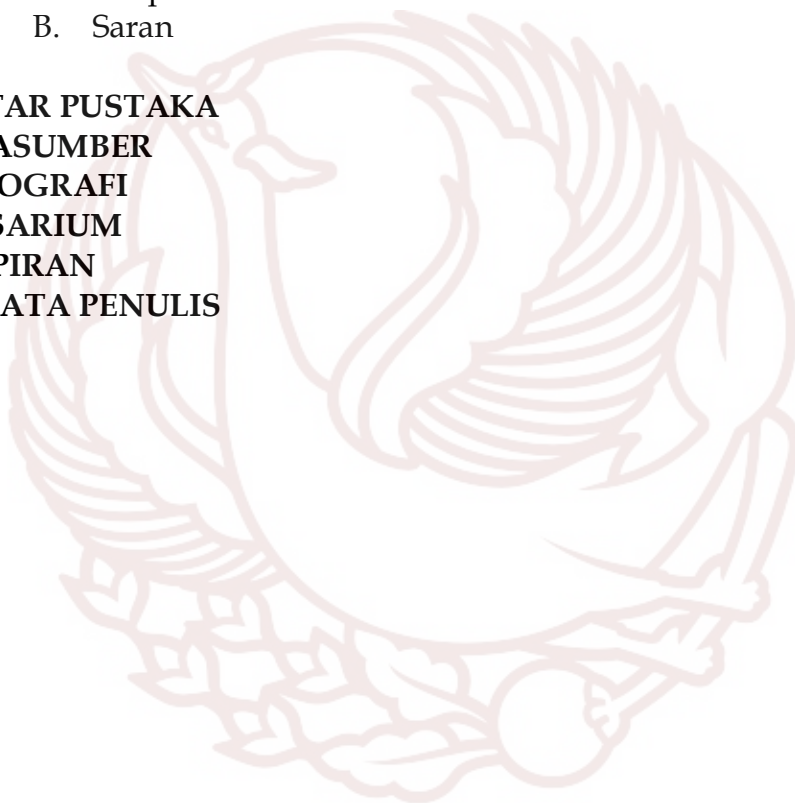 B. Saran
TAR PUSTAKA
ASUMBER
OGRAFI
SARIUM
PIRAN
ATA PENULIS